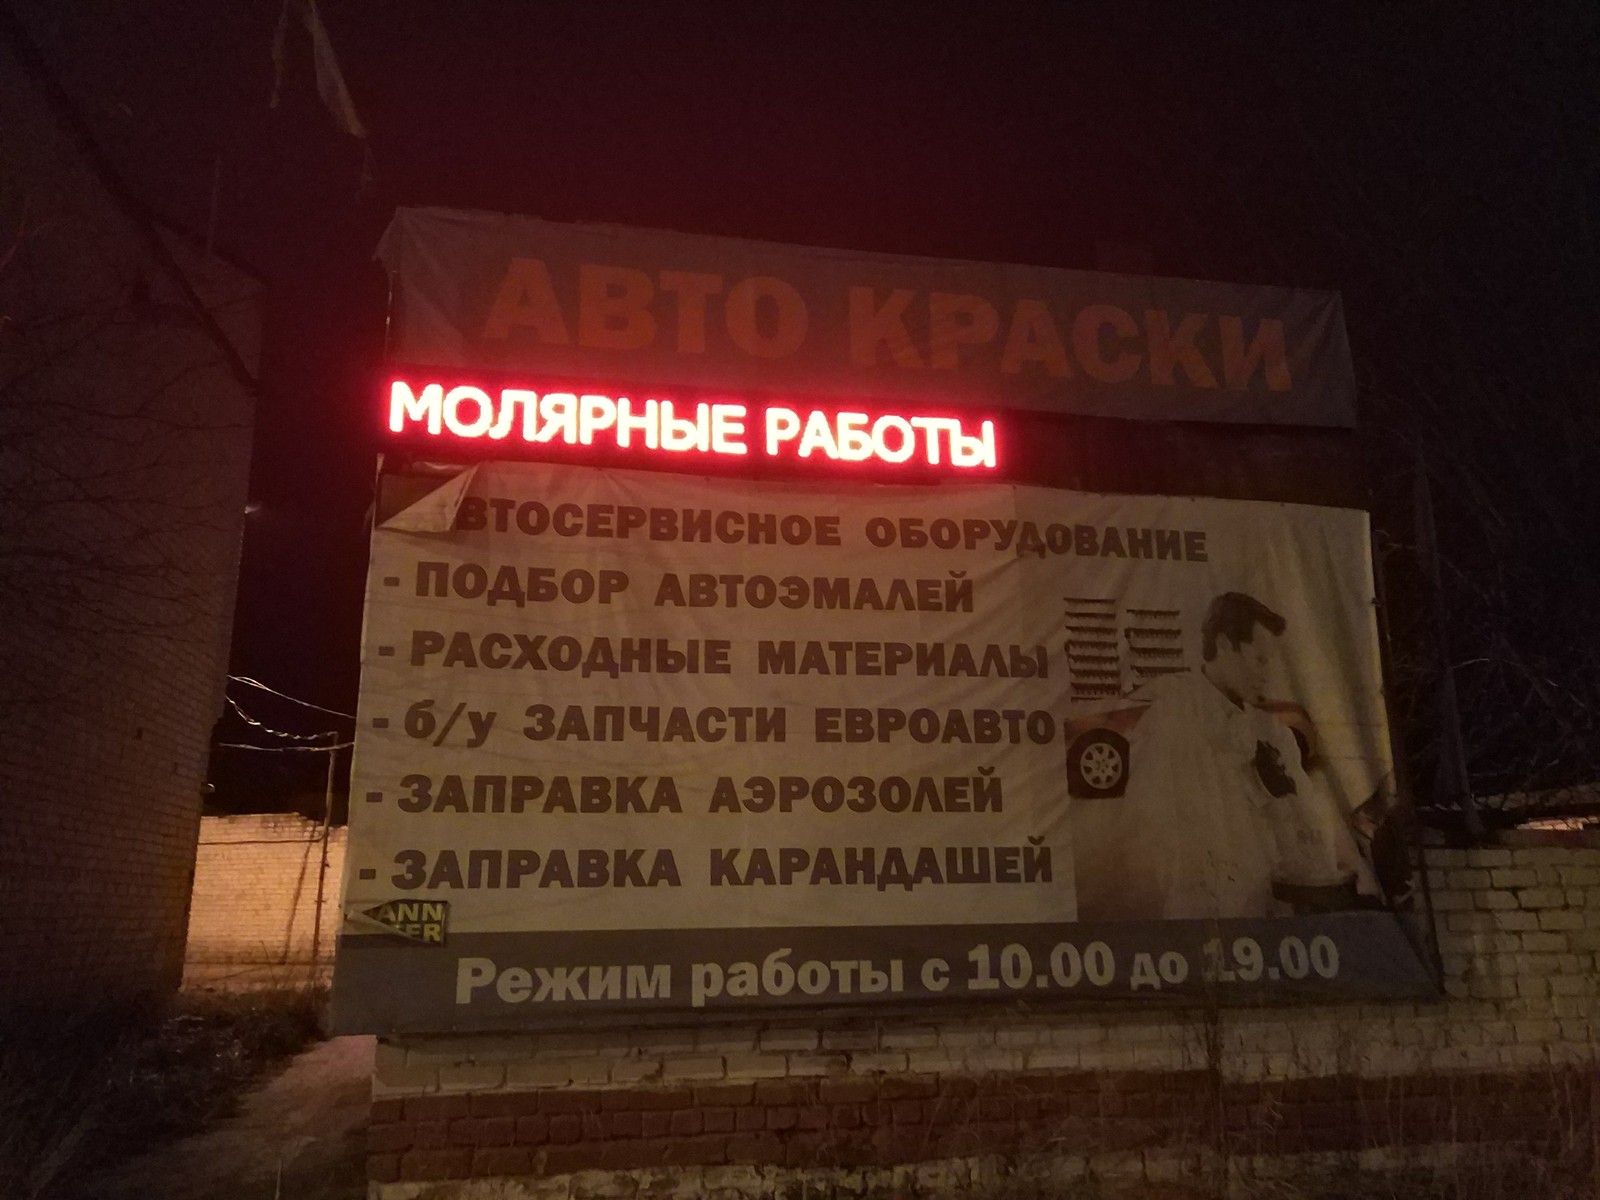 АВТО КРАСКИ
МОЛЯРНЫЕ РАБОТЫ
ВТОСЕРВИСНОЕ ОБОРУДОВАНИЕ
- ПОДБОР АВТОЭМАЛЕЙ
- РАСХОДНЫЕ МАТЕРИАЛЫ
- б/у ЗАПЧАСТИ ЕВРОАВТО
- ЗАПРАВКА АЭРОЗОЛЕЙ
- ЗАПРАВКА КАРАНДАШЕЙ
ANN
Режим работы с 10.00 до 19.00